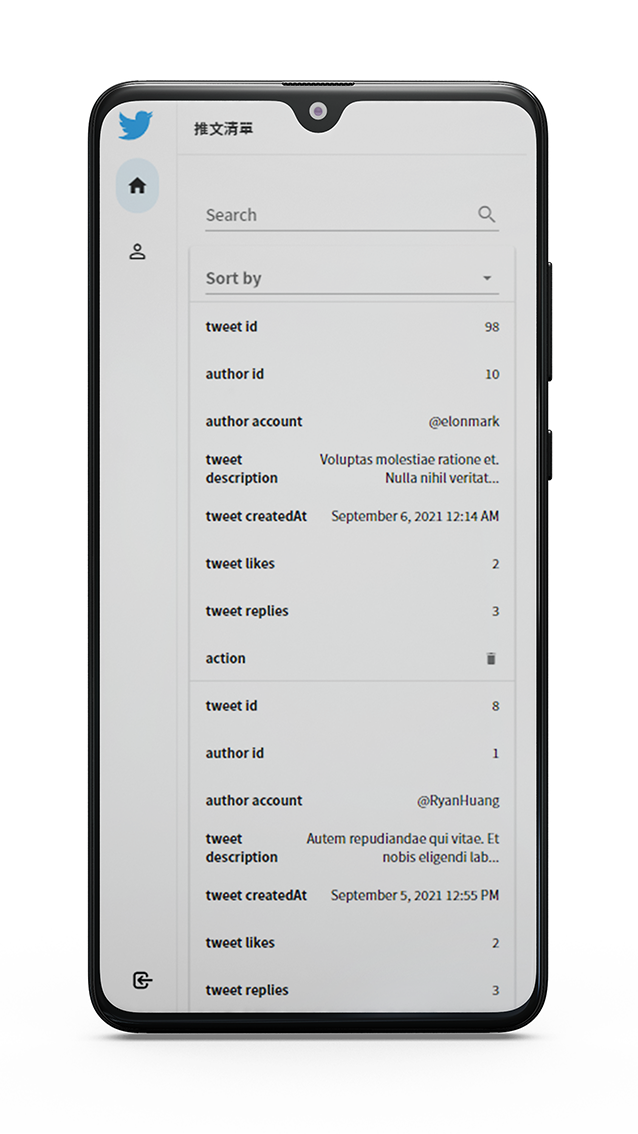 推文清單
Search
Sort by
tweet id 98
author id 10
author account @elonmark
tweet description Voluptas molestiae ratione et. Nulla nihil veritat...
tweet createdAt September 6, 2021 12:14 AM
tweet likes 2
tweet replies 3
action
tweet id 8
author id 1
author account @RyanHuang
tweet description Autem repudiandae qui vitae. Et nobis eligendi lab...
tweet createdAt September 5, 2021 12:55 PM
tweet likes 2
tweet replies 3